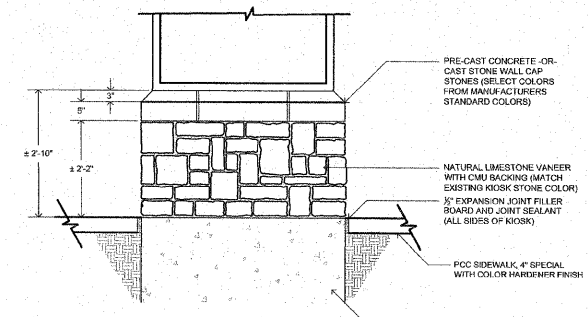 PRE-CAST CONCRETE -OR-
CAST STONE WALL CAP
STONES (SELECT COLORS
FROM MANUFACTURERS
STANDARD COLORS)
3"
± 2'-10"
± 2'-2"
NATURAL LIMESTONE VANEER
WITH CMU BACKING (MATCH
EXISTING KIOSK STONE COLOR)
½" EXPANSION JOINT FILLER
BOARD AND JOINT SEALANT
(ALL SIDES OF KIOSK)
PCC SIDEWALK, 4" SPECIAL
WITH COLOR HARDENER FINISH